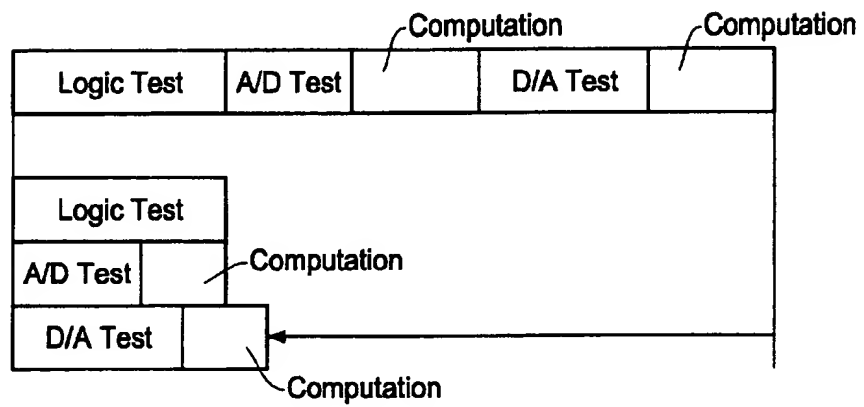 Computation
Computation
Logic Test
A/D Test
D/A Test
Logic Test
A/D Test
Computation
D/A Test
Computation